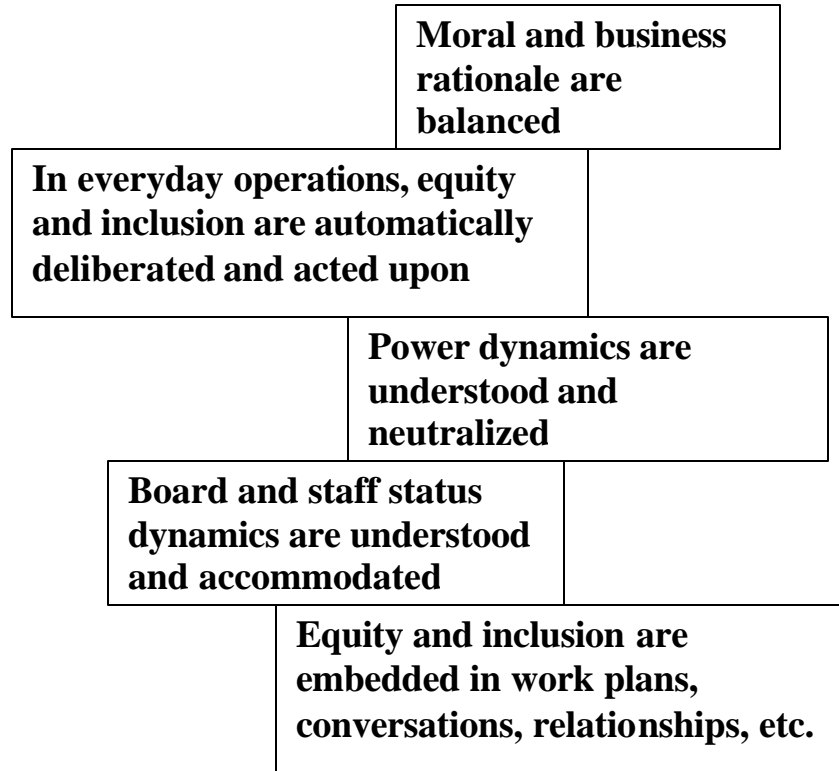 Moral and business
rationale are
balanced
In everyday operations, equity
and inclusion are automatically
deliberated and acted upon
Power dynamics are
understood and
neutralized
Board and staff status
dynamics are understood
and accommodated
Equity and inclusion are
embedded in work plans,
conversations, relationships, etc.